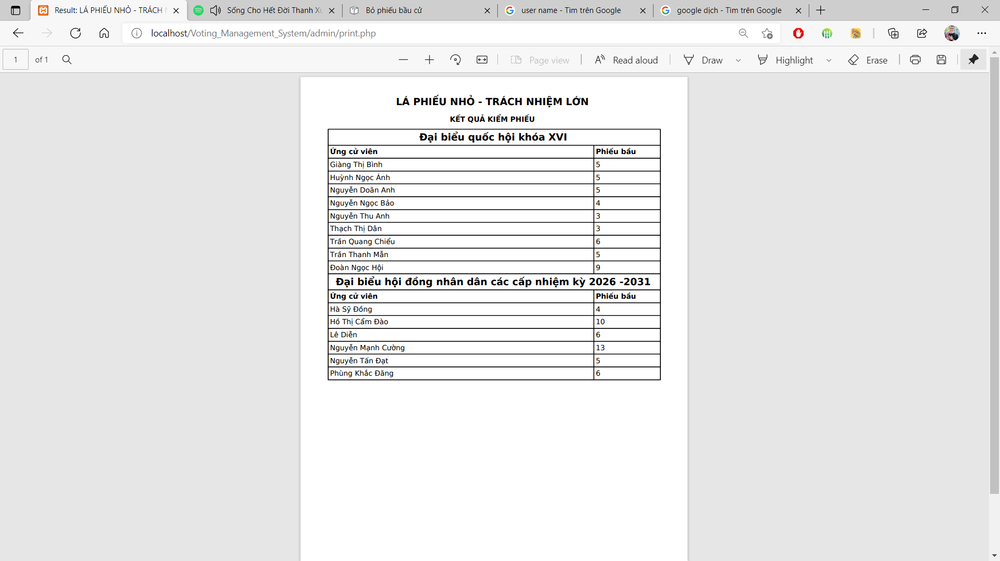 Result: LÁ PHIẾU NHỎ - TRÁCH N
Sống Cho Hết Đời Thanh Xu
Bỏ phiếu bầu cử
user name - Tìm trên Google
google dịch - Tìm trên Google
localhost/Voting_Management_System/admin/print.php
1 of 1
Page view
Read aloud
Draw
Highlight
Erase
LÁ PHIẾU NHỎ - TRÁCH NHIỆM LỚN
KẾT QUẢ KIỂM PHIẾU
Đại biểu quốc hội khóa XVI
Ứng cử viên Phiếu bầu
Giàng Thị Bình 5
Huỳnh Ngọc Ánh 5
Nguyễn Doãn Anh 5
Nguyễn Ngọc Bảo 4
Nguyễn Thu Anh 3
Thạch Thị Dân 3
Trần Quang Chiểu 6
Trần Thanh Mẫn 5
Đoàn Ngọc Hội 9
Đại biểu hội đồng nhân dân các cấp nhiệm kỳ 2026 -2031
Ứng cử viên Phiếu bầu
Hà Sỹ Đồng 4
Hồ Thị Cẩm Đào 10
Lê Diễn 6
Nguyễn Mạnh Cường 13
Nguyễn Tấn Đạt 5
Phùng Khắc Đăng 6